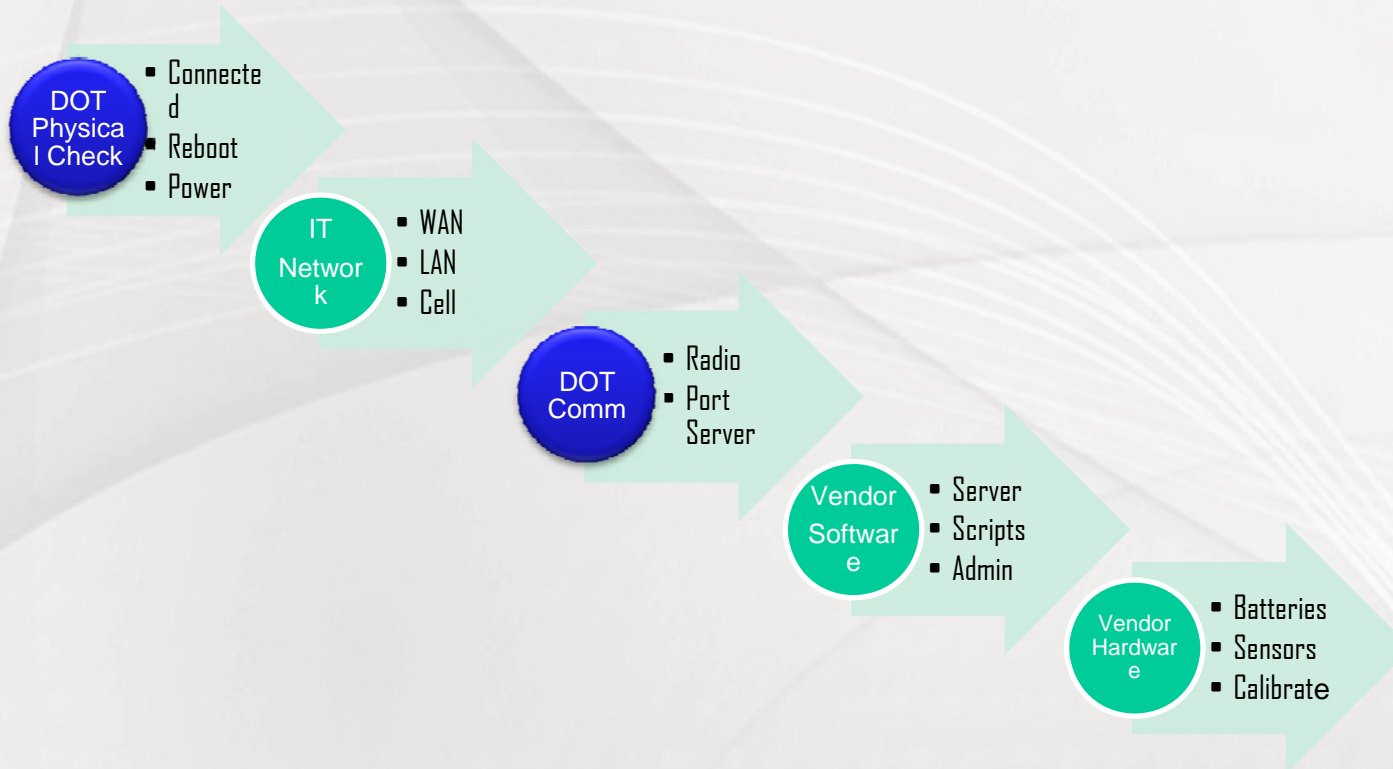 DOT
Physica
l Check
▪ Connecte
d
▪ Reboot
▪ Power
IT
Networ
k
▪ WAN
▪ LAN
▪ Cell
DOT
Comm
▪ Radio
▪ Port
Server
Vendor
Softwar
e
▪ Server
▪ Scripts
▪ Admin
Vendor
Hardwar
e
▪ Batteries
▪ Sensors
▪ Calibrate